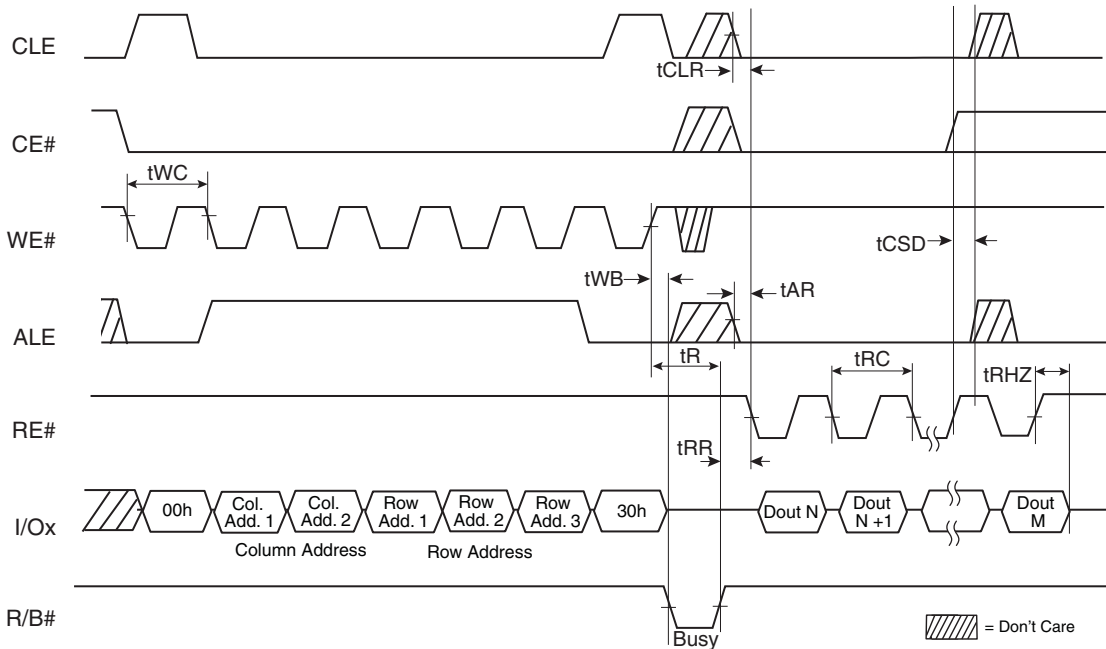 CLE
tCLR
CE#
tWC
WE#
tCSD
tWB
tAR
ALE
tR
tRC
tRHZ
RE#
tRR
I/Ox
00h
Col.
Add. 1
Col.
Add. 2
Row
Add. 1
Row
Add. 2
Row
Add. 3
30h
Dout N
Dout
N +1
Dout
M
Column Address
Row Address
R/B#
Busy
= Don't Care